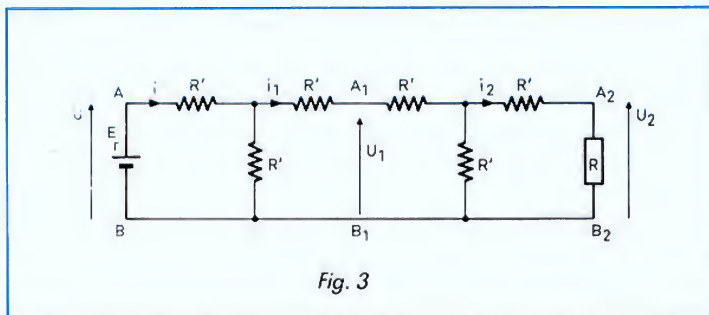 A i R' i₁ R' A₁ R' i₂ R' A₂
E
r
R' U₁ R' R U₂
B B₁ B₂
Fig. 3